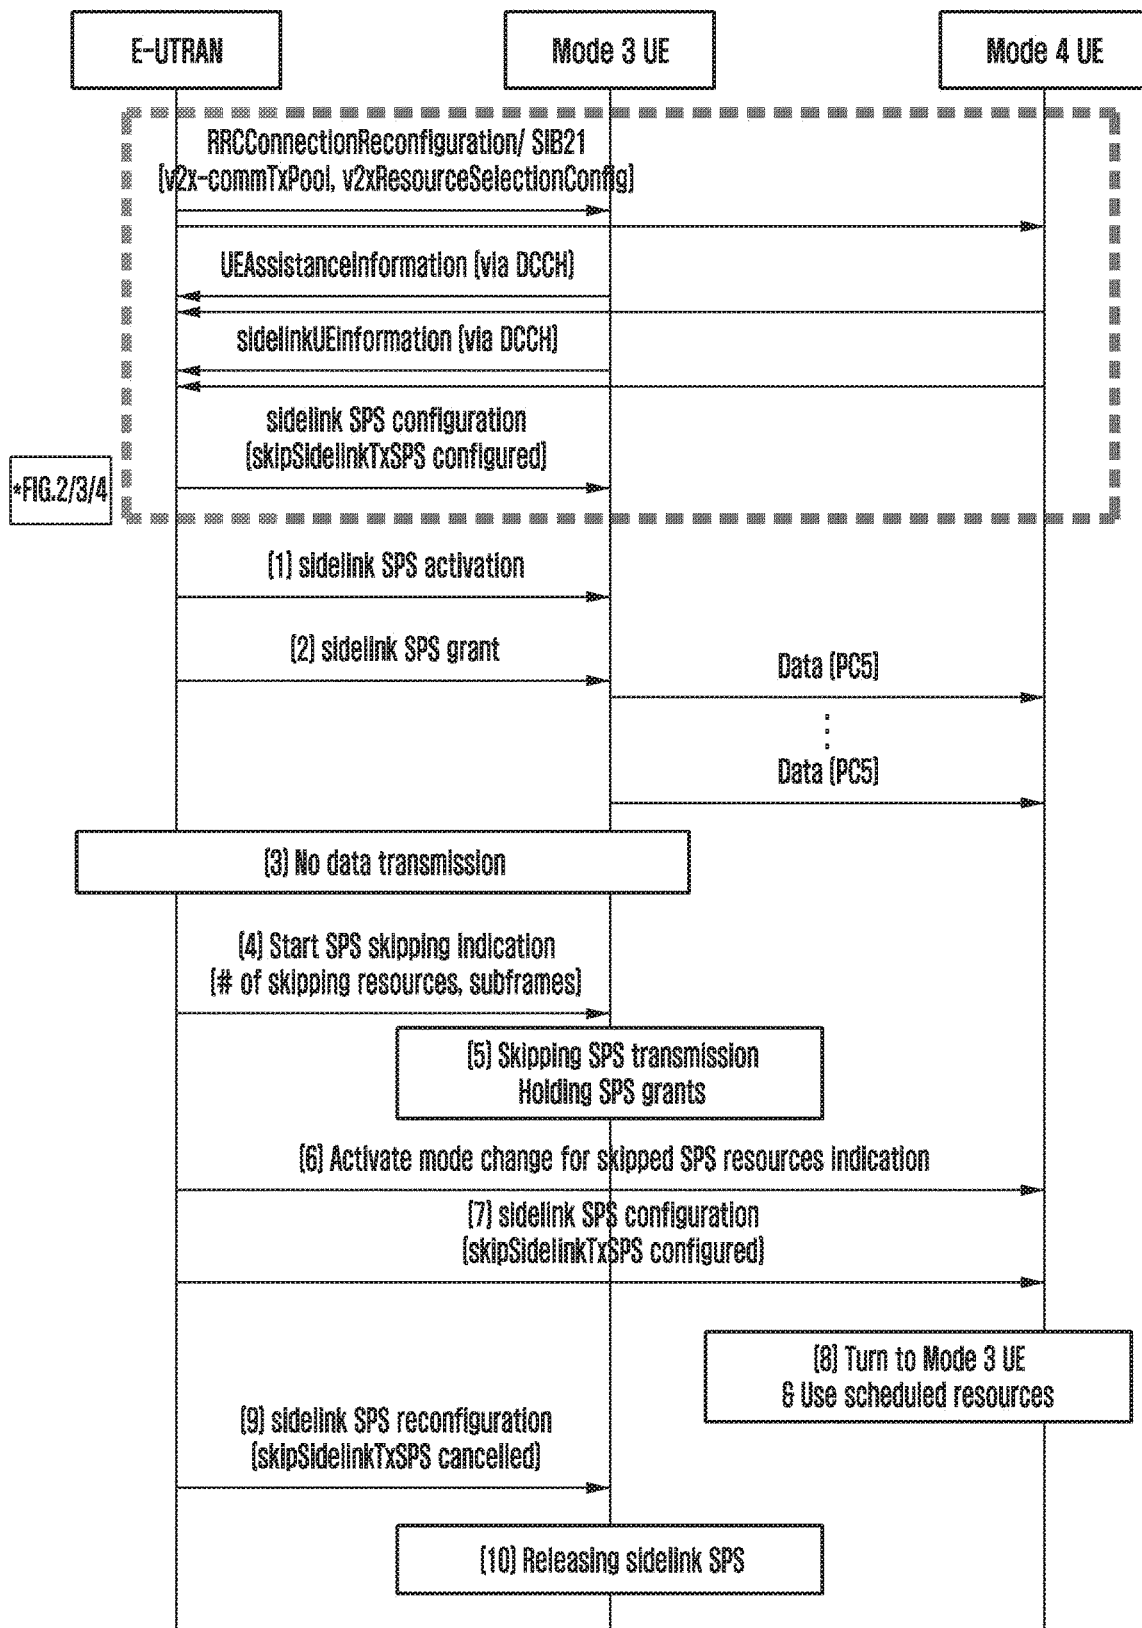 E-UTRAN
Mode 3 UE
Mode 4 UE
RRCConnectionReconfiguration/ SIB21
(v2x-commTxPool, v2xResourceSelectionConfig)
UEAssistanceInformation (via DCCH)
sidelinkUEinformation (via DCCH)
sidelink SPS configuration
(skipSidelinkTxSPS configured)
*FIG.2/3/4
(1) sidelink SPS activation
(2) sidelink SPS grant
Data (PC5)
Data (PC5)
(3) No data transmission
(4) Start SPS skipping indication
(# of skipping resources, subframes)
(5) Skipping SPS transmission
Holding SPS grants
(6) Activate mode change for skipped SPS resources indication
(7) sidelink SPS configuration
(skipSidelinkTxSPS configured)
(8) Turn to Mode 3 UE
& Use scheduled resources
(9) sidelink SPS reconfiguration
(skipSidelinkTxSPS cancelled)
(10) Releasing sidelink SPS